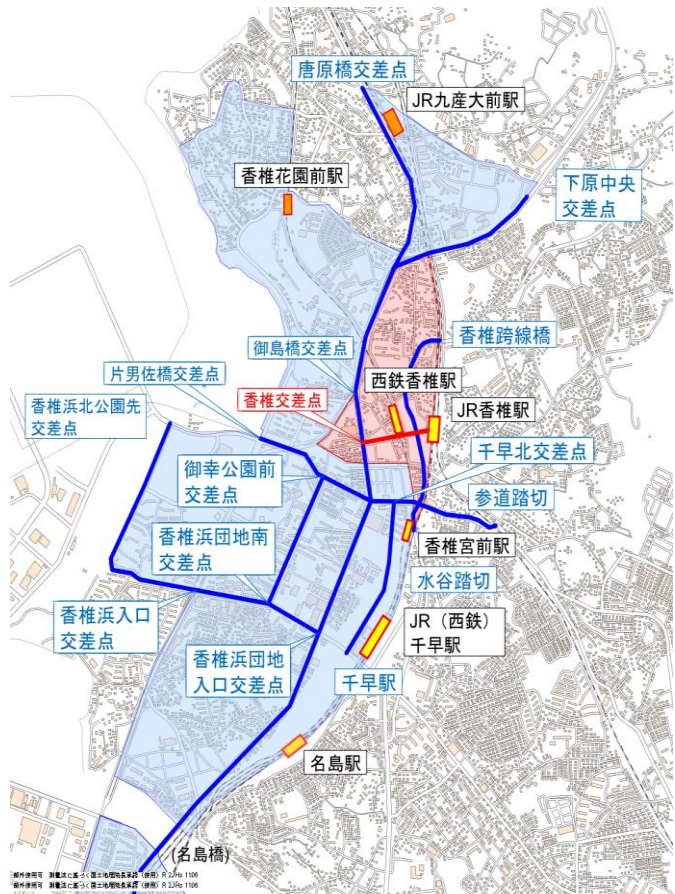 唐原橋交差点
JR九産大前駅
香椎花園前駅
下原中央
交差点
御島橋交差点
香椎跨線橋
片男佐橋交差点
西鉄香椎駅
香椎交差点
JR香椎駅
香椎浜北公園先
交差点
千早北交差点
御幸公園前
交差点
参道踏切
香椎浜団地南
交差点
香椎宮前駅
水谷踏切
香椎浜入口
交差点
JR（西鉄）
千早駅
香椎浜団地
入口交差点
千早駅
名島駅
(名島橋)